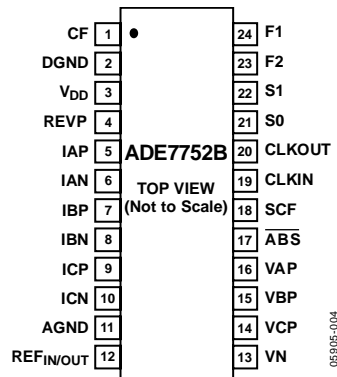 CF 1 24 F1
DGND 2 23 F2
VDD 3 22 S1
REVP 4 21 S0
IAP 5 ADE7752B 20 CLKOUT
IAN 6 TOP VIEW 19 CLKIN
IBP 7 (Not to Scale) 18 SCF
IBN 8 17 ABS
ICP 9 16 VAP
ICN 10 15 VBP
AGND 11 14 VCP
REFIN/OUT 12 13 VN
05905-004